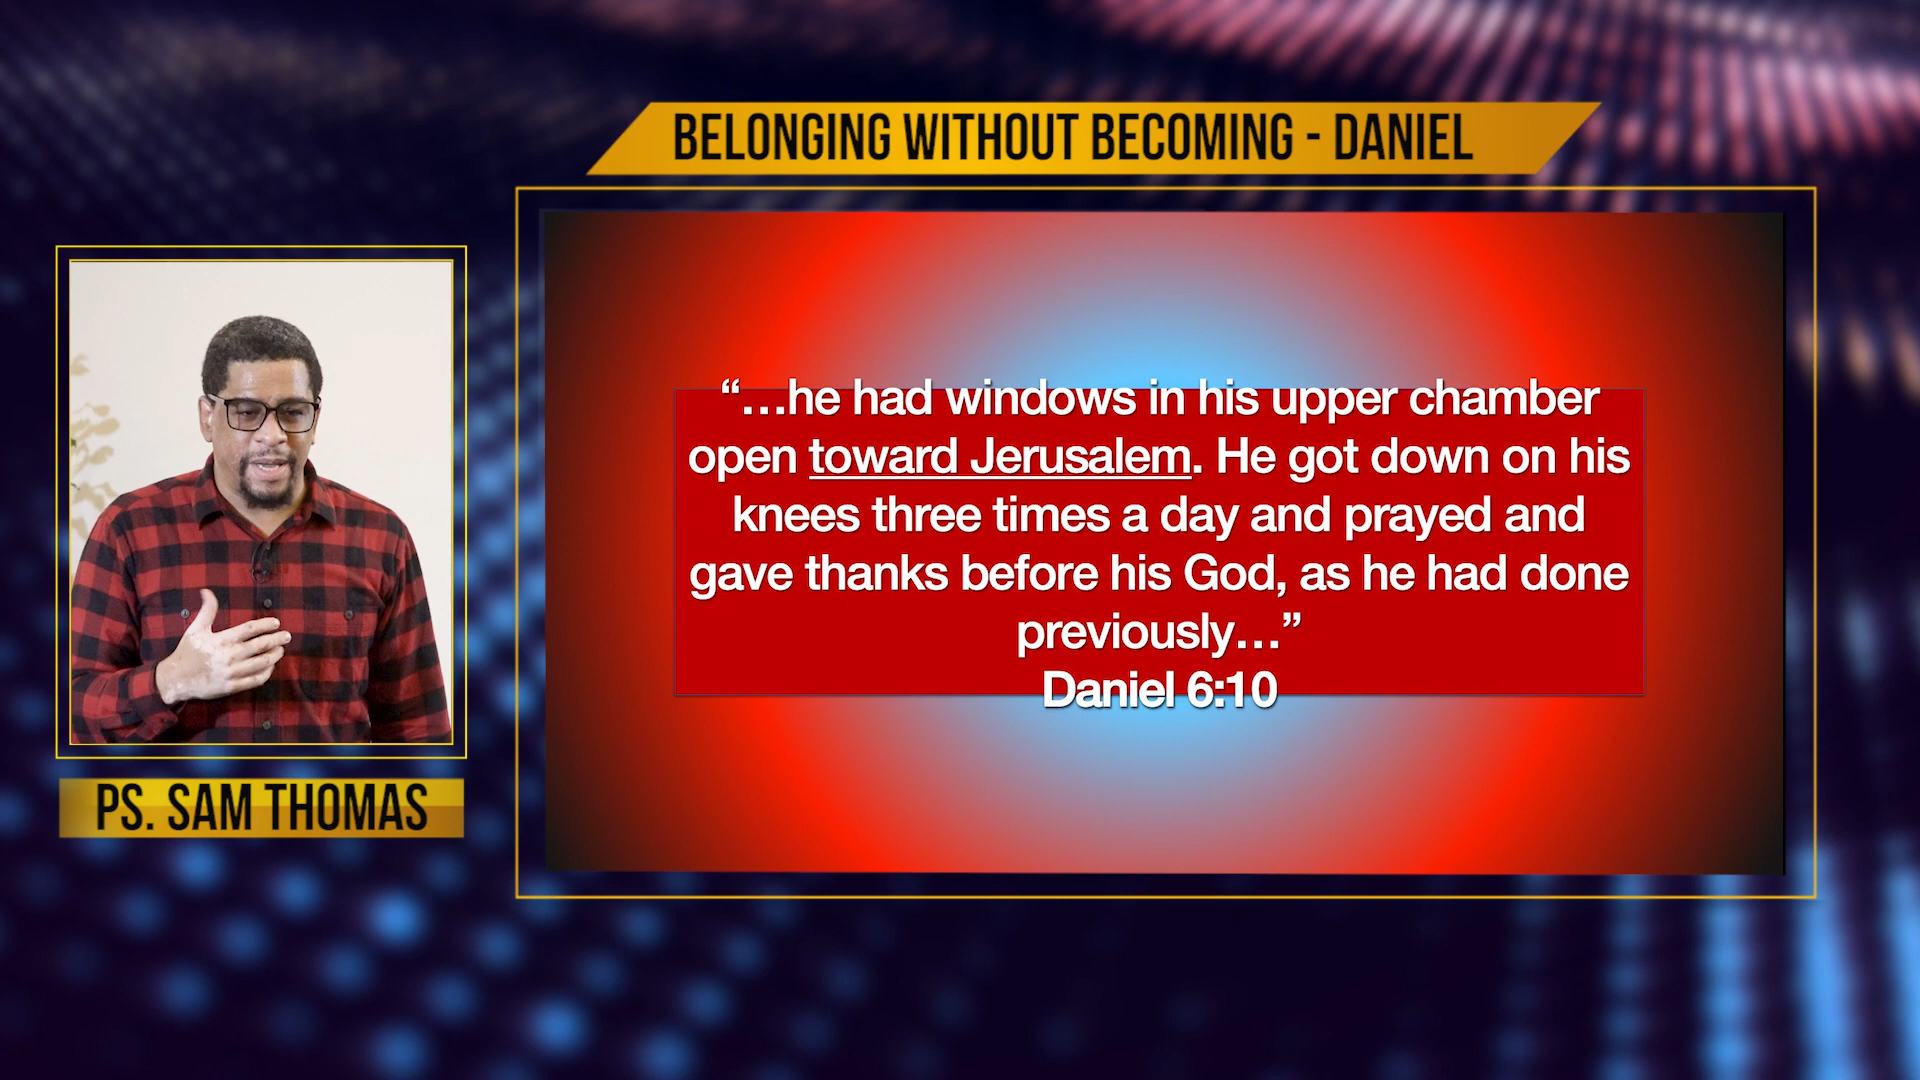 BELONGING WITHOUT BECOMING - DANIEL
“…he had windows in his upper chamber
open toward Jerusalem. He got down on his
knees three times a day and prayed and
gave thanks before his God, as he had done
previously…”
Daniel 6:10
PS. SAM THOMAS